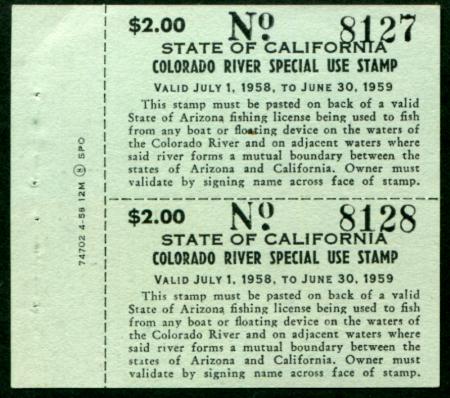 $2.00 No 8127
STATE OF CALIFORNIA
COLORADO RIVER SPECIAL USE STAMP
VALID JULY 1, 1958, TO JUNE 30, 1959
This stamp must be pasted on back of a valid
State of Arizona fishing license being used to fish
from any boat or floating device on the waters of
the Colorado River and on adjacent waters where
said river forms a mutual boundary between the
states of Arizona and California. Owner must
validate by signing name across face of stamp.
$2.00 No 8128
STATE OF CALIFORNIA
COLORADO RIVER SPECIAL USE STAMP
VALID JULY 1, 1958, TO JUNE 30, 1959
This stamp must be pasted on back of a valid
State of Arizona fishing license being used to fish
from any boat or floating device on the waters of
the Colorado River and on adjacent waters where
said river forms a mutual boundary between the
states of Arizona and California. Owner must
validate by signing name across face of stamp.
74702 4-58 12M SPO